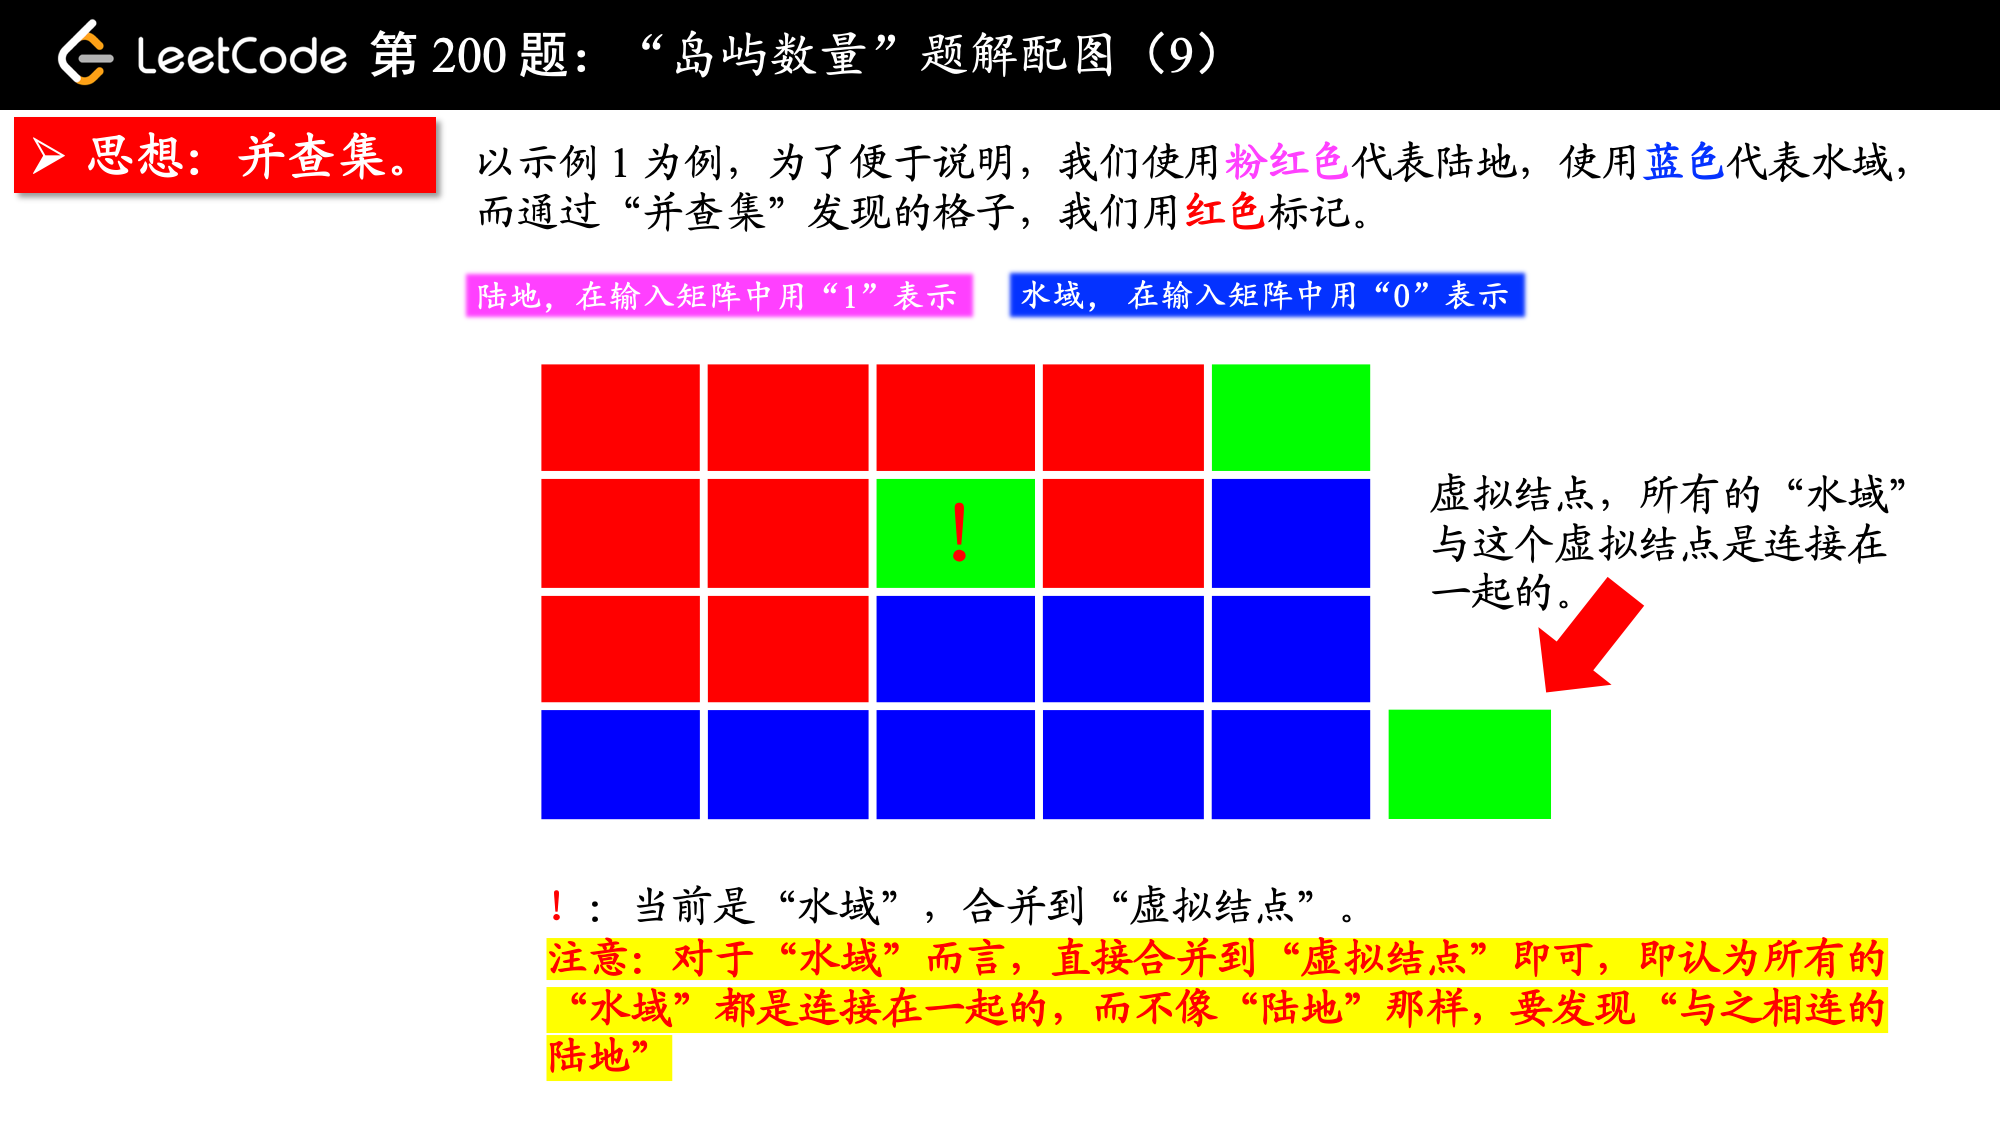 LeetCode 第 200 题：“岛屿数量”题解配图（9）
思想：并查集。
以示例 1 为例，为了便于说明，我们使用粉红色代表陆地，使用蓝色代表水域，
而通过“并查集”发现的格子，我们用红色标记。
陆地，在输入矩阵中用“1”表示
水域， 在输入矩阵中用“0”表示
！
虚拟结点，所有的“水域”
与这个虚拟结点是连接在
一起的。
！：当前是“水域”，合并到“虚拟结点”。
注意：对于“水域”而言，直接合并到“虚拟结点”即可，即认为所有的
“水域”都是连接在一起的，而不像“陆地”那样，要发现“与之相连的
陆地”